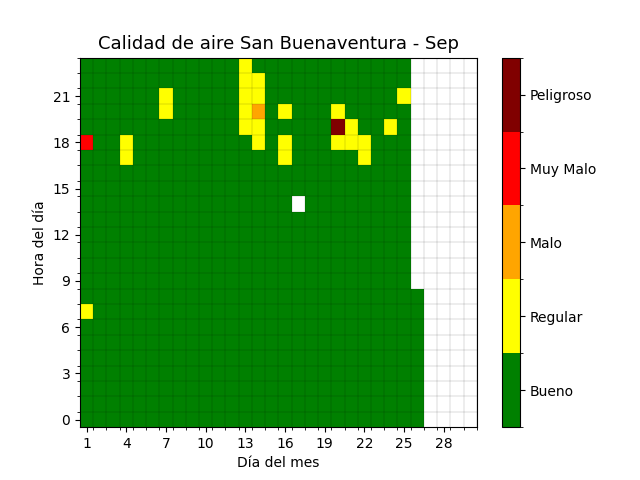 Calidad de aire San Buenaventura - Sep
Hora del día
21
18
15
12
9
6
3
0
1 4 7 10 13 16 19 22 25 28
Día del mes
Peligroso
Muy Malo
Malo
Regular
Bueno